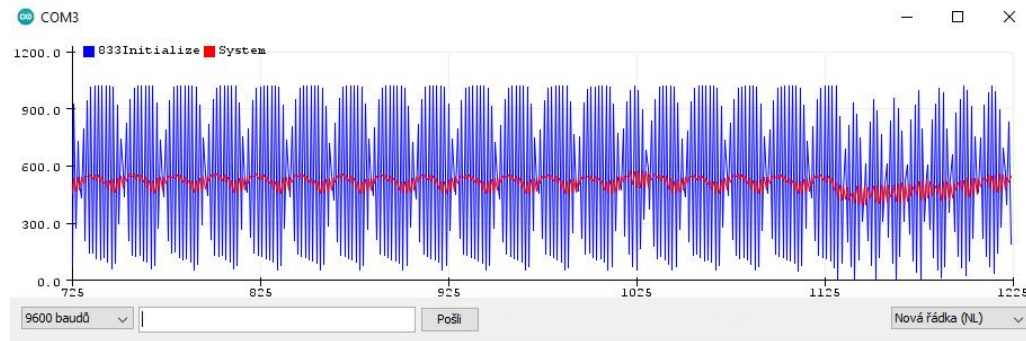 COM3
833Initialize System
1200.0
900.0
600.0
300.0
0.0
725 825 925 1025 1125 1225
9600 baudů Pošli Nová řádka (NL)